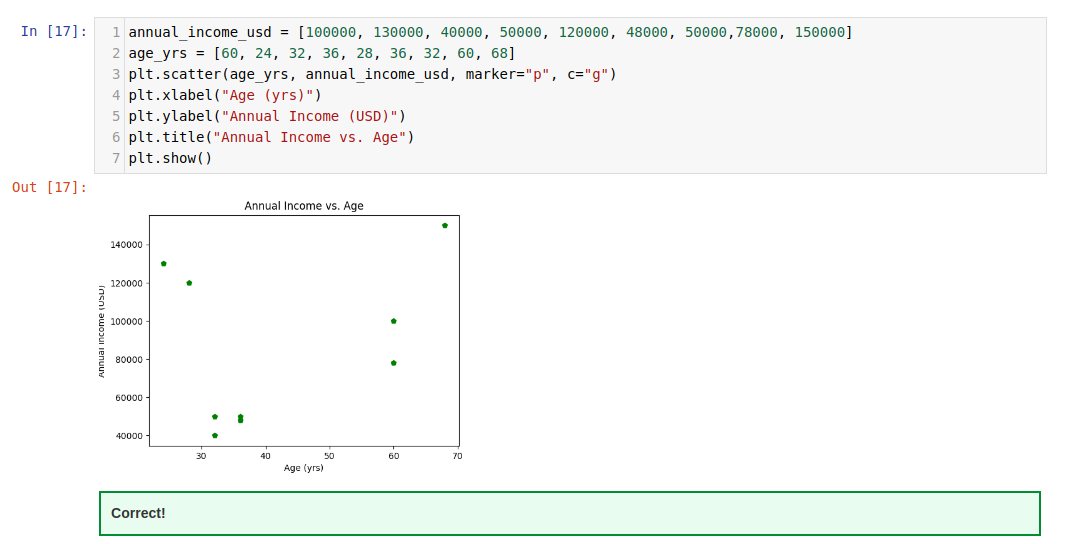 In [17]:
1 annual_income_usd = [100000, 130000, 40000, 50000, 120000, 48000, 50000,78000, 150000]
2 age_yrs = [60, 24, 32, 36, 28, 36, 32, 60, 68]
3 plt.scatter(age_yrs, annual_income_usd, marker="p", c="g")
4 plt.xlabel("Age (yrs)")
5 plt.ylabel("Annual Income (USD)")
6 plt.title("Annual Income vs. Age")
7 plt.show()
Out [17]:
Annual Income vs. Age
Annual Income (USD)
140000
120000
100000
80000
60000
40000
30 40 50 60 70
Age (yrs)
Correct!